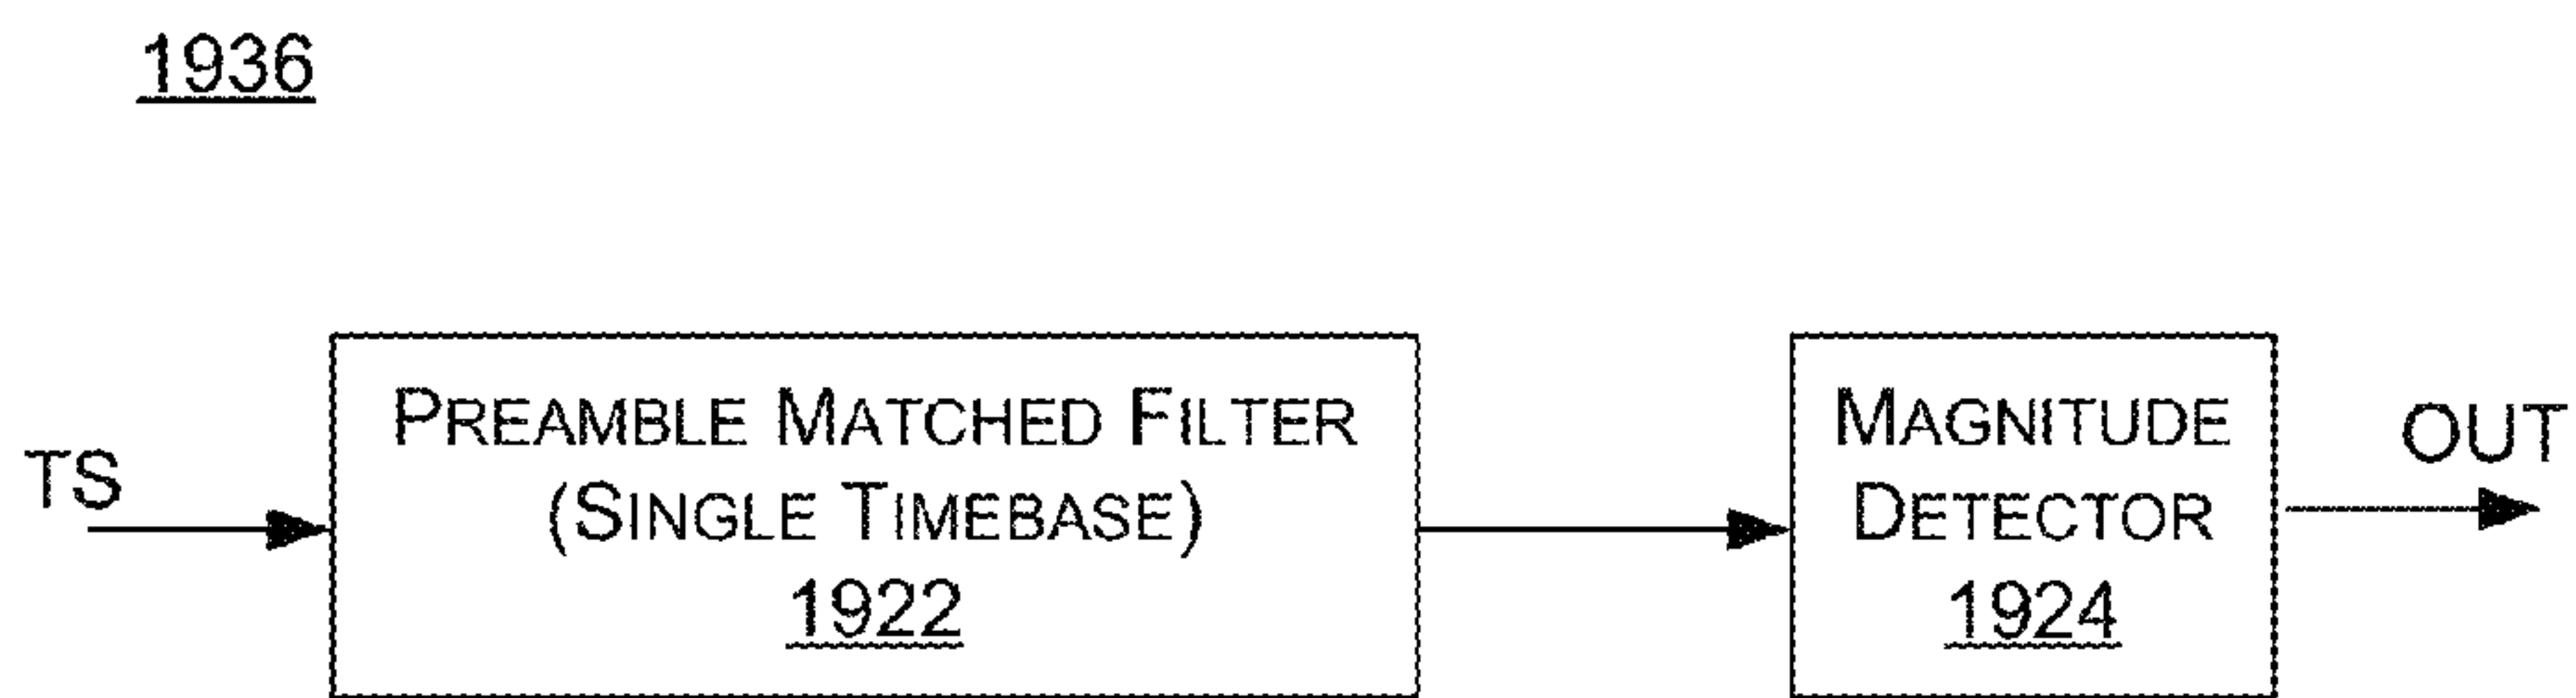 1936
TS
PREAMBLE MATCHED FILTER
(SINGLE TIMEBASE)
1922
MAGNITUDE
DETECTOR
1924
OUT